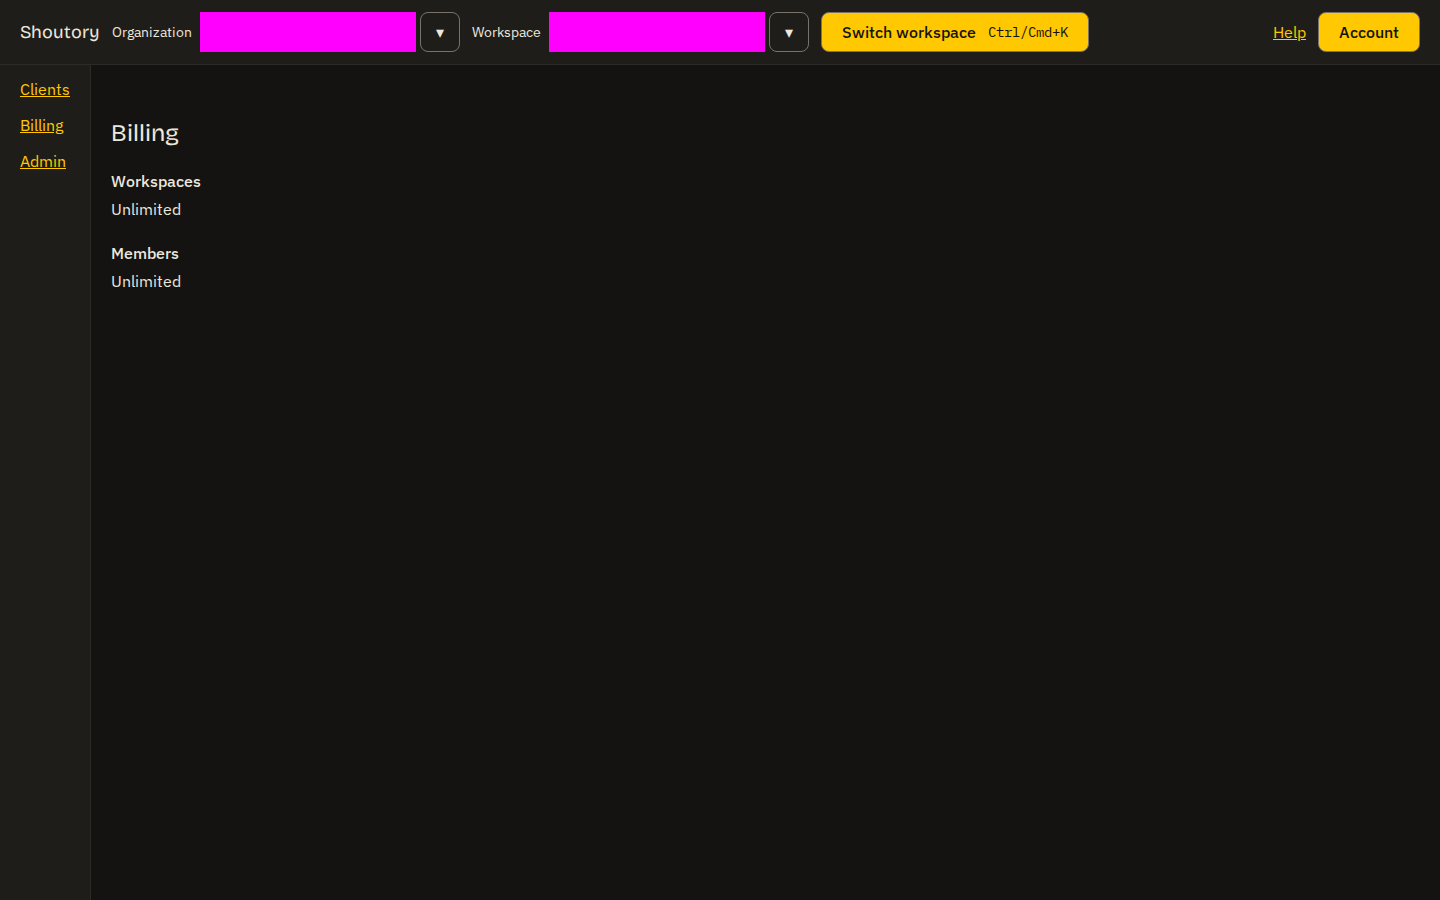 Shoutory Organization ▼ Workspace ▼ Switch workspace Ctrl/Cmd+K Help Account
Clients
Billing
Admin
Billing
Workspaces
Unlimited
Members
Unlimited